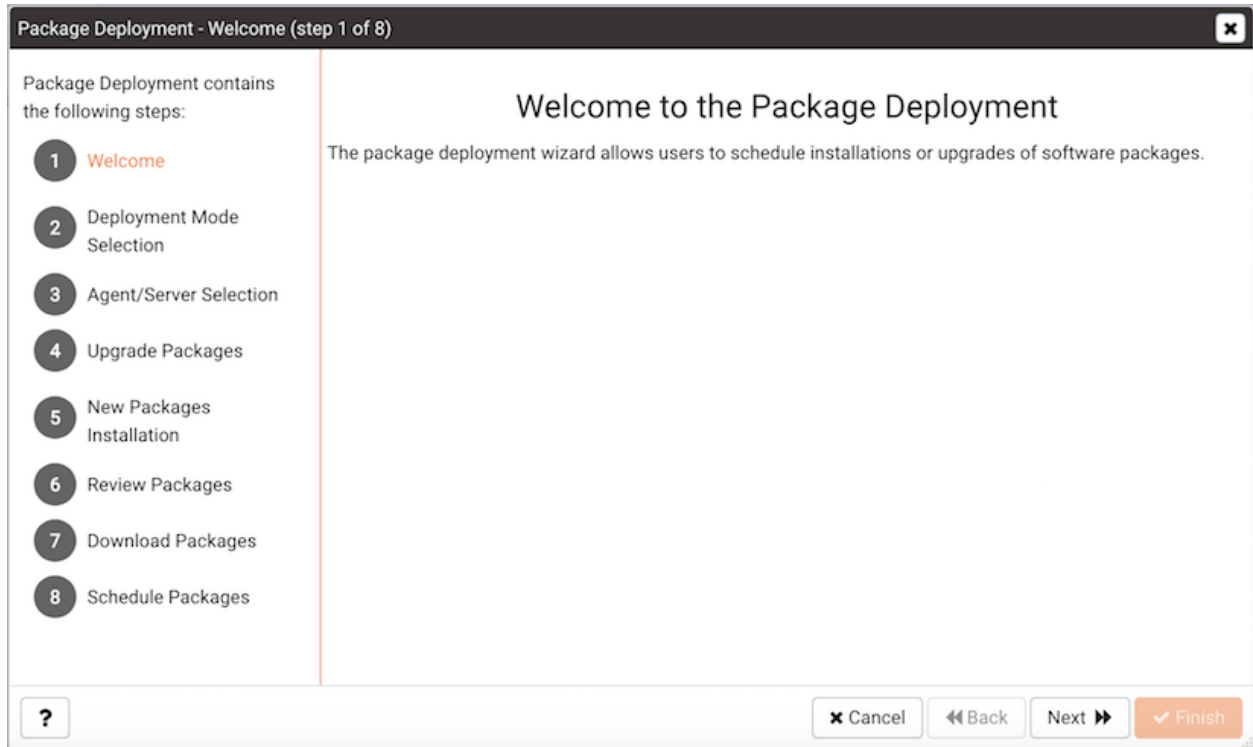 Package Deployment - Welcome (step 1 of 8)
Package Deployment contains
the following steps:
1 Welcome
2 Deployment Mode
Selection
3 Agent/Server Selection
4 Upgrade Packages
5 New Packages
Installation
6 Review Packages
7 Download Packages
8 Schedule Packages
Welcome to the Package Deployment
The package deployment wizard allows users to schedule installations or upgrades of software packages.
? Cancel Back Next Finish